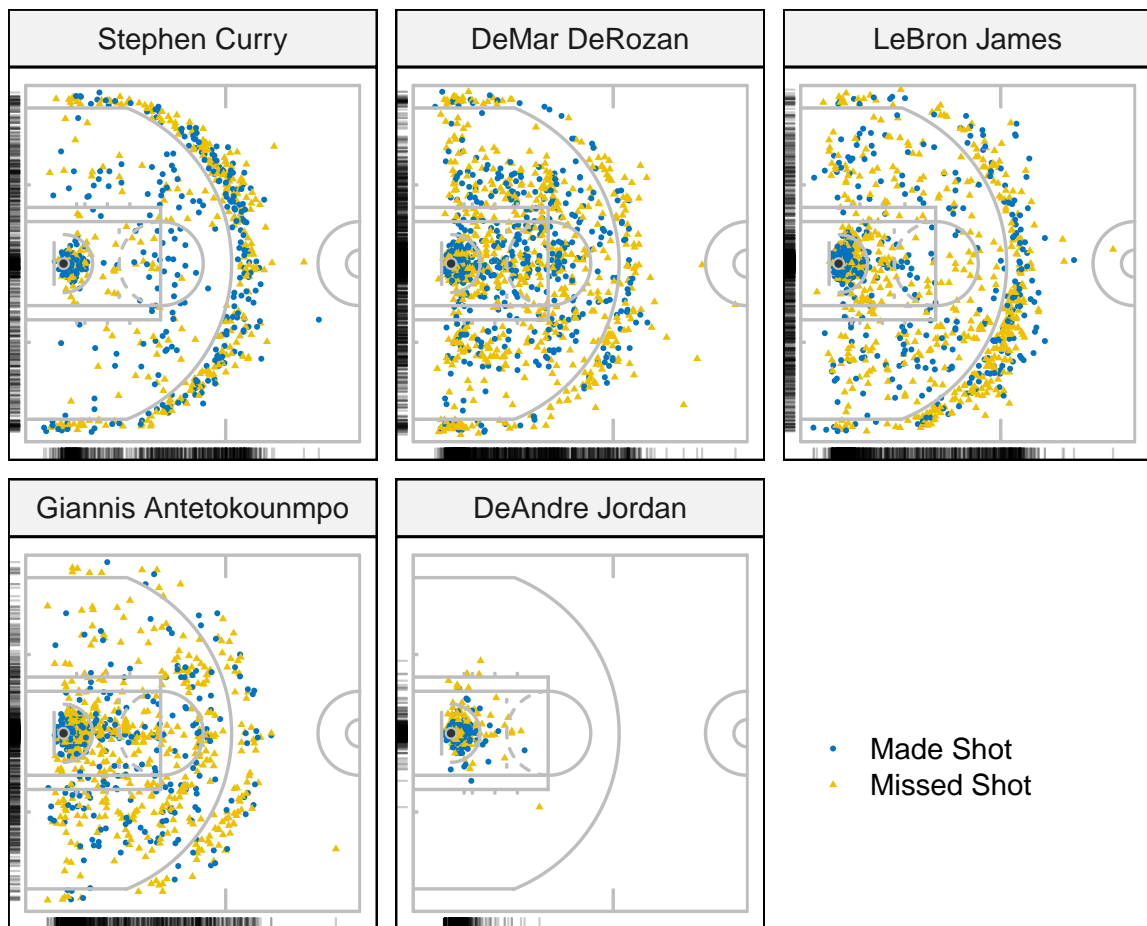 Stephen Curry
DeMar DeRozan
LeBron James
Giannis Antetokounmpo
DeAndre Jordan
Made Shot
Missed Shot